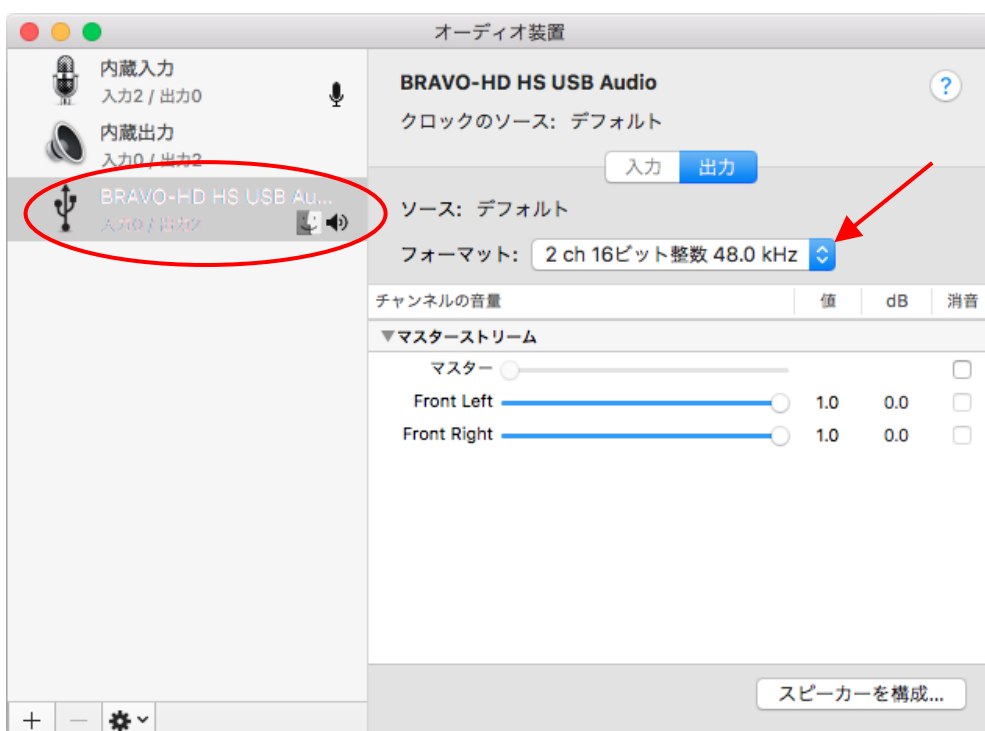 オーディオ装置
内蔵入力
入力2 / 出力0
内蔵出力
入力0 / 出力2
BRAVO-HD HS USB Au...
入力0 / 出力2
BRAVO-HD HS USB Audio
?
クロックのソース: デフォルト
入力 出力
ソース: デフォルト
フォーマット: 2 ch 16ビット整数 48.0 kHz
チャンネルの音量 値 dB 消音
▼マスターストリーム
マスター
Front Left 1.0 0.0
Front Right 1.0 0.0
スピーカーを構成...